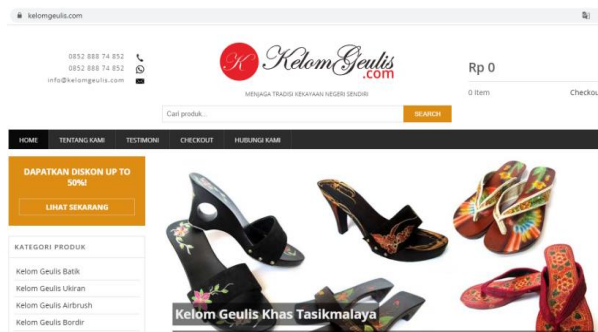 kelomgeulis.com
0852 888 74 852
0852 888 74 852
info@kelomgeulis.com
K KelomGeulis
.com
MENJAGA TRADISI KEKAYAAN NEGERI SENDIRI
Rp 0
0 Item
Checkou
Cari produk...
SEARCH
HOME TENTANG KAMI TESTIMONI CHECKOUT HUBUNGI KAMI
DAPATKAN DISKON UP TO
50%!
LIHAT SEKARANG
KATEGORI PRODUK
Kelom Geulis Batik
Kelom Geulis Ukiran
Kelom Geulis Airbrush
Kelom Geulis Bordir
Kelom Geulis Khas Tasikmalaya